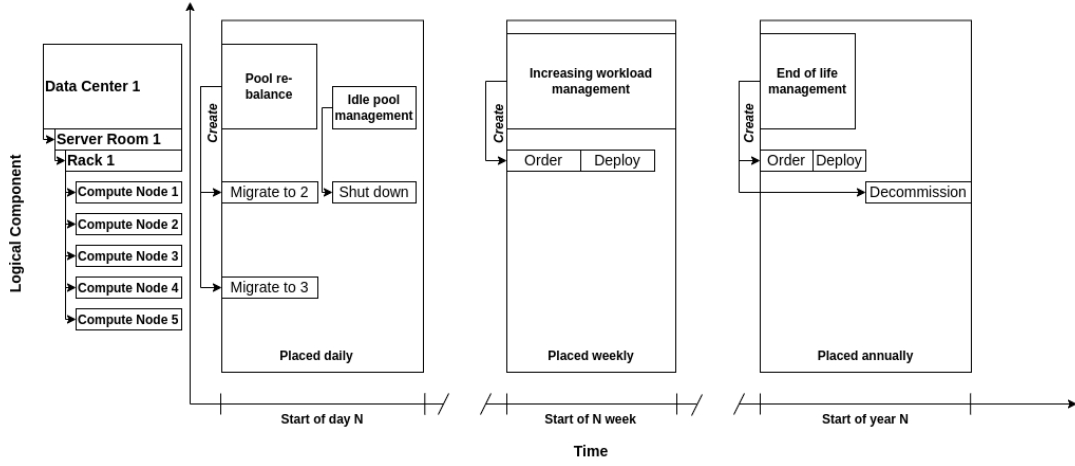 Logical Component
Data Center 1
Server Room 1
Rack 1
Compute Node 1
Compute Node 2
Compute Node 3
Compute Node 4
Compute Node 5
Create
Pool re-
balance
Idle pool
management
Migrate to 2
Shut down
Migrate to 3
Placed daily
Create
Increasing workload
management
Order
Deploy
Placed weekly
Create
End of life
management
Order
Deploy
Decommission
Placed annually
Start of day N
Start of N week
Start of year N
Time